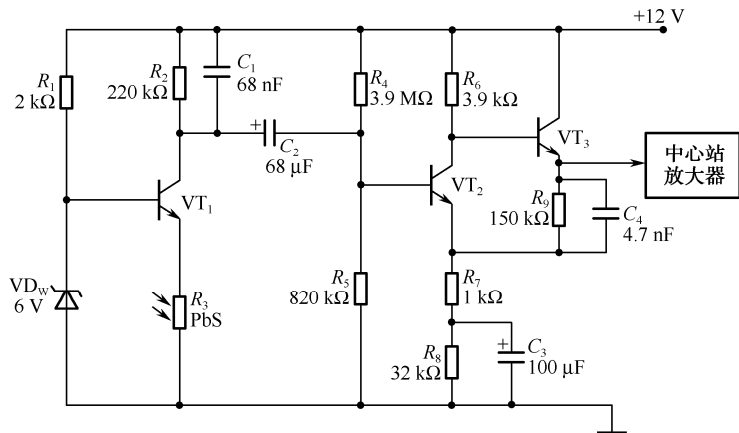 +12 V
R₁
2 kΩ
R₂
220 kΩ
C₁
68 nF
C₂
68 μF
R₄
3.9 MΩ
R₆
3.9 kΩ
VT₃
中心站
放大器
VT₁
VT₂
R₉
150 kΩ
C₄
4.7 nF
VD_W
6 V
R₃
PbS
R₅
820 kΩ
R₇
1 kΩ
R₈
32 kΩ
C₃
100 μF
+
+